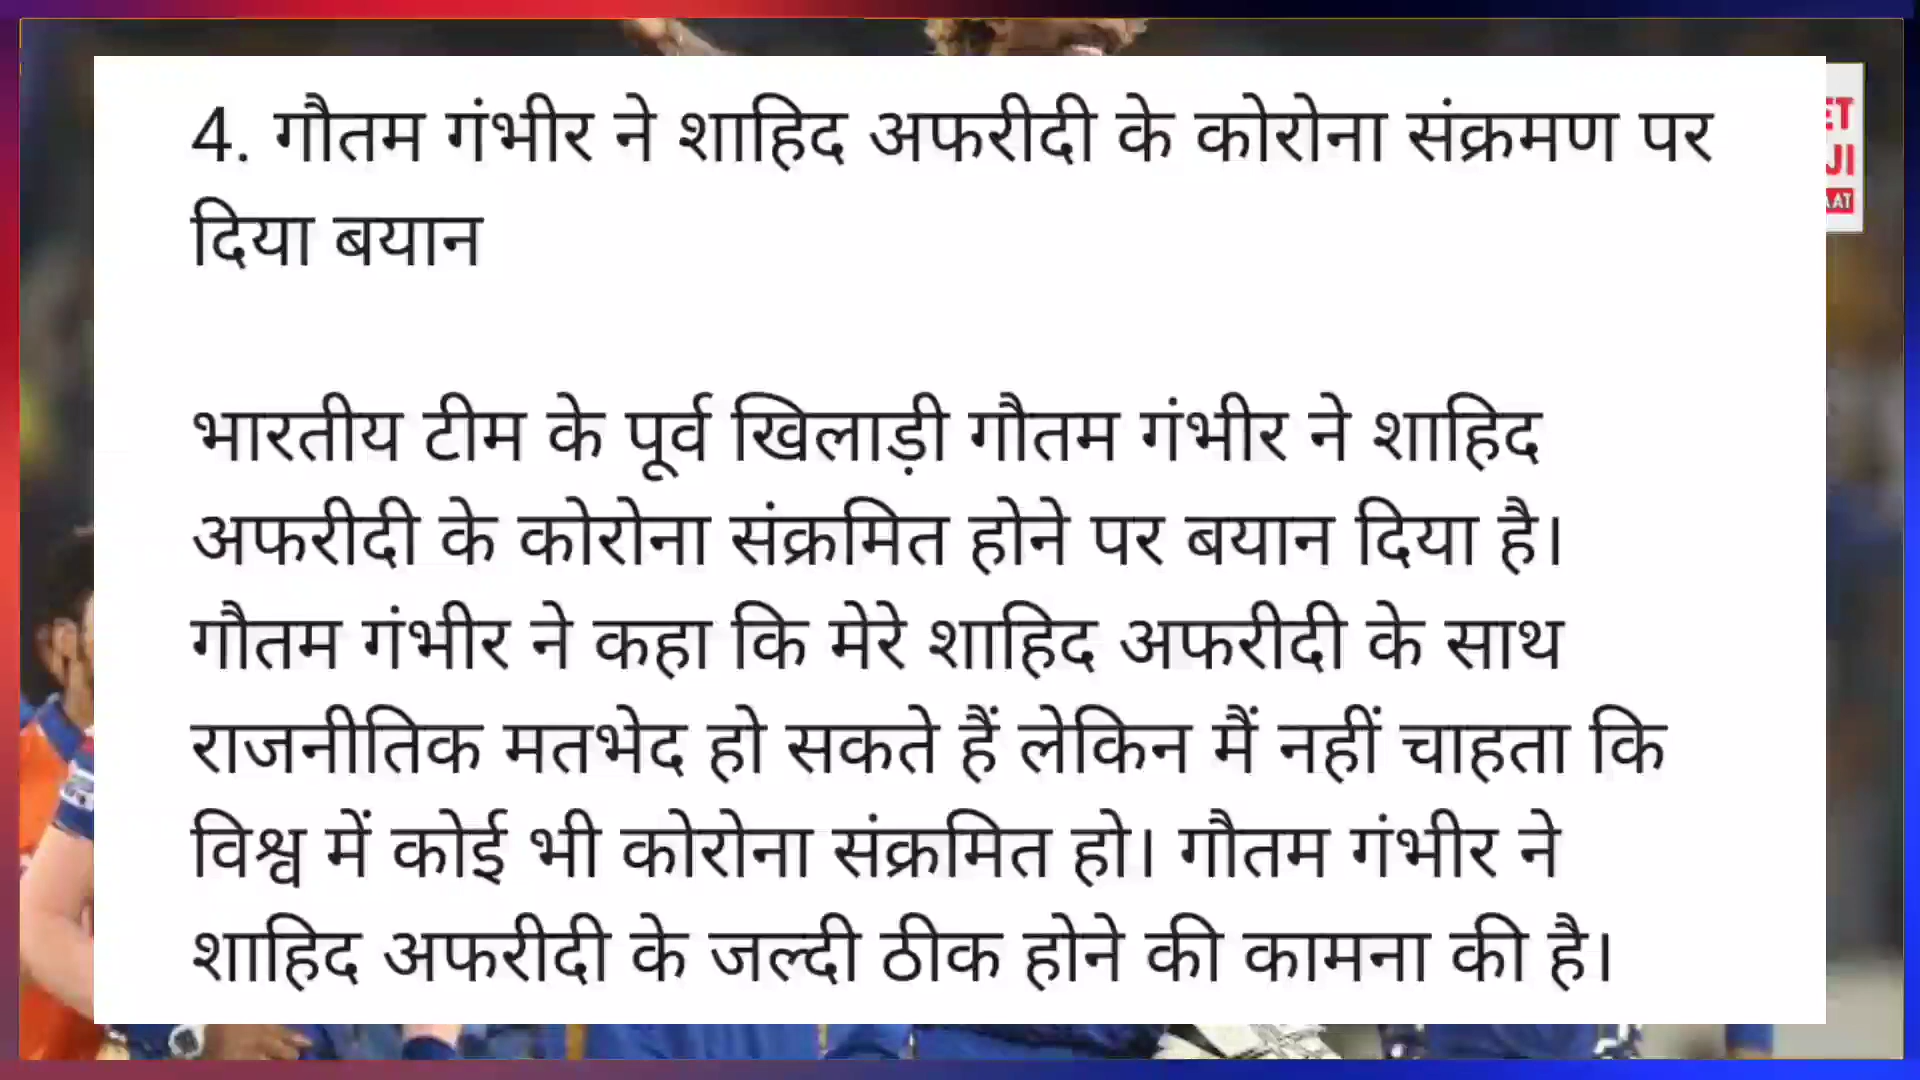 4. गौतम गंभीर ने शाहिद अफरीदी के कोरोना संक्रमण पर
दिया बयान
भारतीय टीम के पूर्व खिलाड़ी गौतम गंभीर ने शाहिद
अफरीदी के कोरोना संक्रमित होने पर बयान दिया है।
गौतम गंभीर ने कहा कि मेरे शाहिद अफरीदी के साथ
राजनीतिक मतभेद हो सकते हैं लेकिन मैं नहीं चाहता कि
विश्व में कोई भी कोरोना संक्रमित हो। गौतम गंभीर ने
शाहिद अफरीदी के जल्दी ठीक होने की कामना की है।